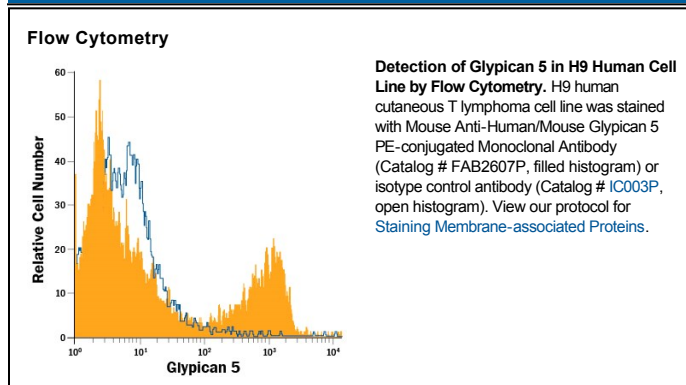 Flow Cytometry
Relative Cell Number
60
50
40
30
20
10
0
10⁰
10¹
10²
10³
10⁴
Glypican 5
Detection of Glypican 5 in H9 Human Cell
Line by Flow Cytometry. H9 human
cutaneous T lymphoma cell line was stained
with Mouse Anti-Human/Mouse Glypican 5
PE-conjugated Monoclonal Antibody
(Catalog # FAB2607P, filled histogram) or
isotype control antibody (Catalog # IC003P,
open histogram). View our protocol for
Staining Membrane-associated Proteins.